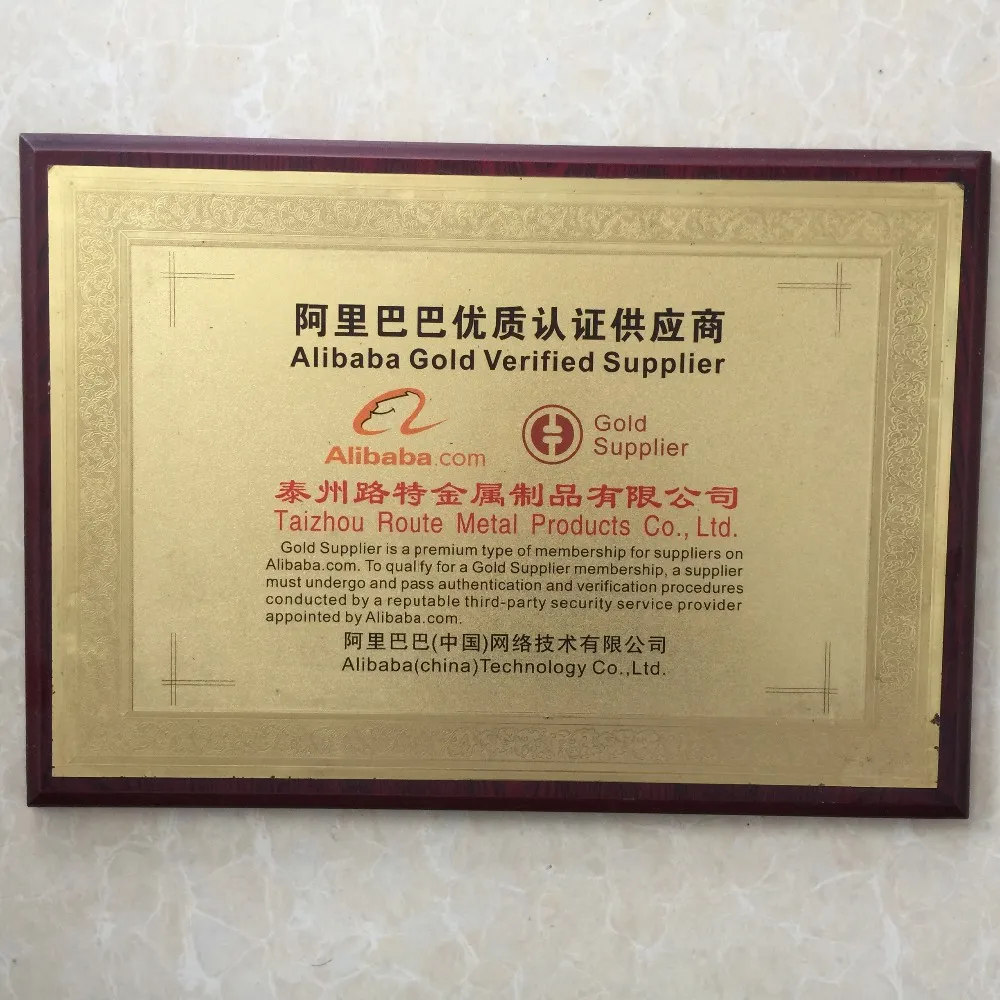 阿里巴巴优质认证供应商
Alibaba Gold Verified Supplier
Alibaba.com
Gold
Supplier
泰州路特金属制品有限公司
Taizhou Route Metal Products Co., Ltd.
Gold Supplier is a premium type of membership for suppliers on
Alibaba.com. To qualify for a Gold Supplier membership, a supplier
must undergo and pass authentication and verification procedures
conducted by a reputable third-party security service provider
appointed by Alibaba.com.
阿里巴巴(中国)网络技术有限公司
Alibaba(china)Technology Co.,Ltd.